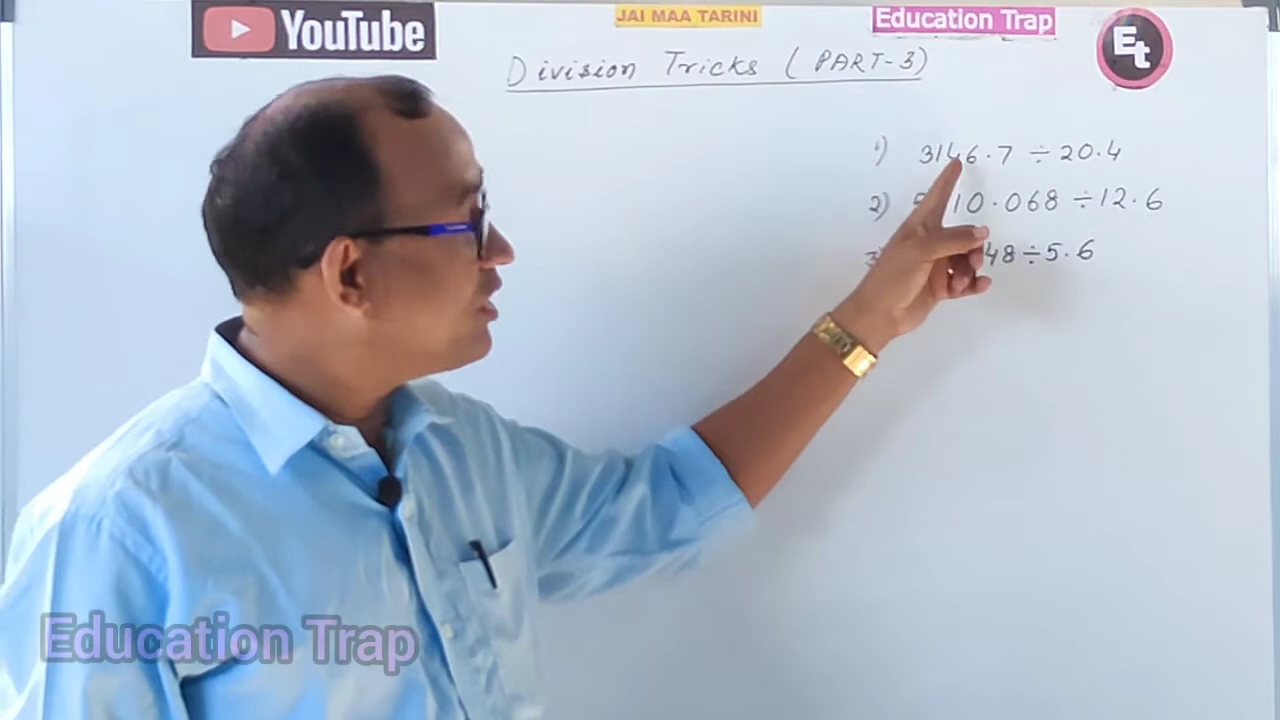 YouTube
JAI MAA TARINI
Education Trap
Et
Division Tricks (PART-3)
1) 3146.7 ÷ 20.4
2) 10.068 ÷ 12.6
48 ÷ 5.6
Education Trap